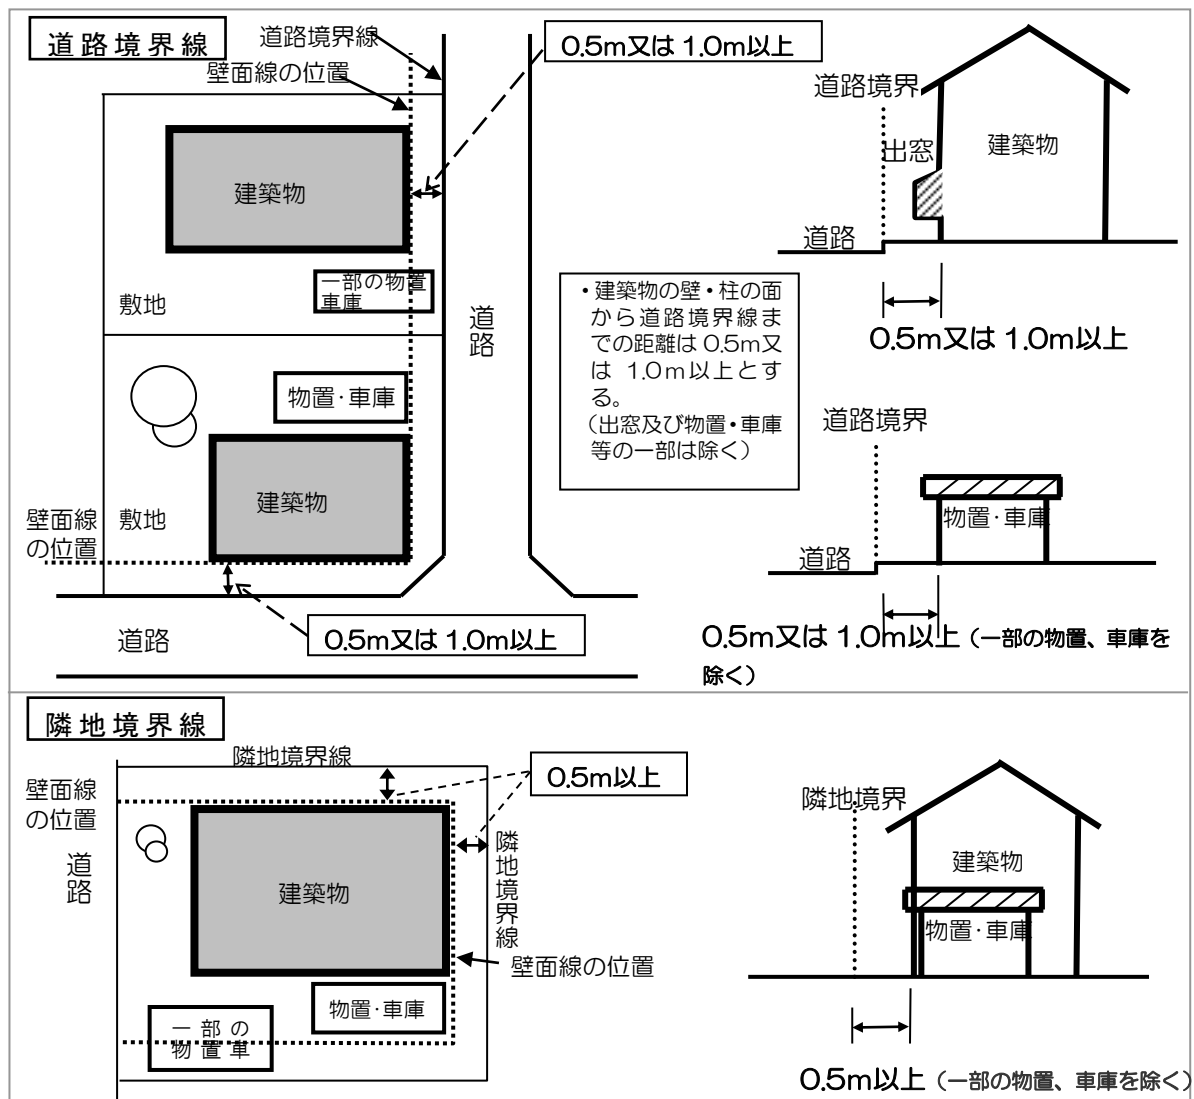 道路境界線
道路境界線
壁面線の位置
0.5m又は 1.0m以上
建築物
一部の物置
車庫
敷地
道路
物置・車庫
建築物
壁面線
の位置
敷地
0.5m又は 1.0m以上
道路
・建築物の壁・柱の面
から道路境界線ま
での距離は 0.5m又
は 1.0m以上とす
る。
（出窓及び物置・車庫
等の一部は除く）
道路境界
出窓
建築物
道路
0.5m又は 1.0m以上
道路境界
物置・車庫
道路
0.5m又は 1.0m以上（一部の物置、車庫を
除く）
隣地境界線
隣地境界線
0.5m以上
壁面線
の位置
道路
隣地境界線
建築物
壁面線の位置
物置・車庫
一部の
物置車
隣地境界
建築物
物置・車庫
0.5m以上（一部の物置、車庫を除く）